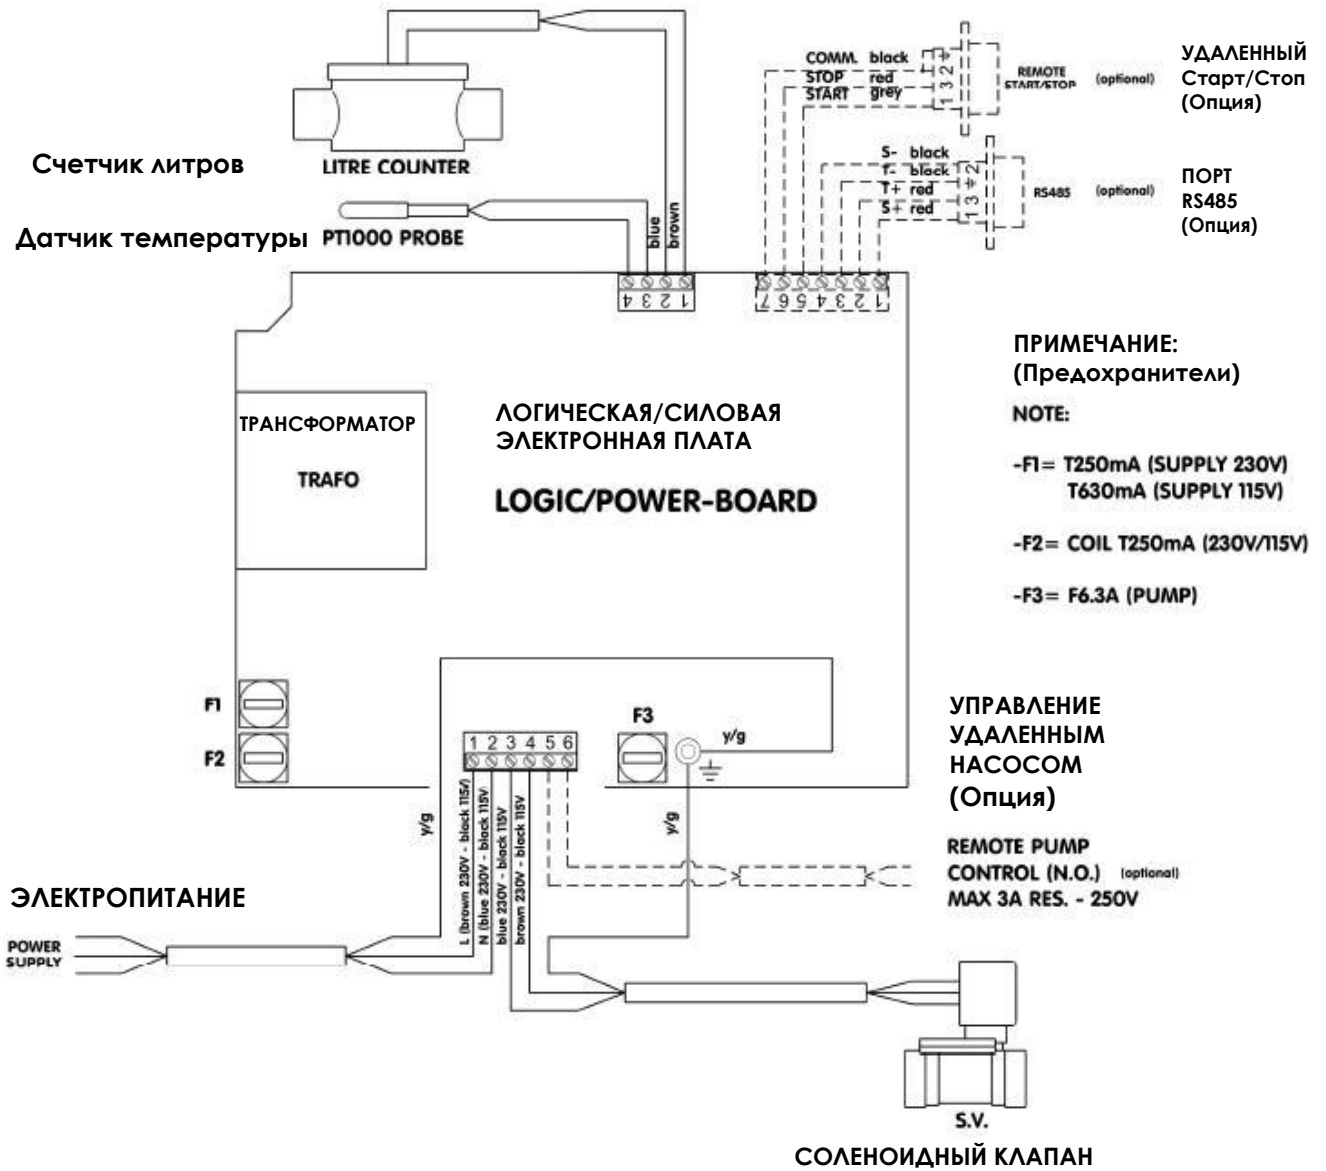 COMM. black
STOP red
START grey
2
3
1
REMOTE
START/STOP
(optional)
УДАЛЕННЫЙ
Старт/Стоп
(Опция)
Счетчик литров
LITRE COUNTER
S- black
T- black
T+ red
S+ red
2
3
1
RS485
(optional)
ПОРТ
RS485
(Опция)
Датчик температуры
PT1000 PROBE
blue
brown
4 3 2 1
7 6 5 4 3 2 1
ПРИМЕЧАНИЕ:
(Предохранители)
NOTE:
-F1= T250mA (SUPPLY 230V)
T630mA (SUPPLY 115V)
-F2= COIL T250mA (230V/115V)
-F3= F6.3A (PUMP)
ТРАНСФОРМАТОР
TRAFO
ЛОГИЧЕСКАЯ/СИЛОВАЯ
ЭЛЕКТРОННАЯ ПЛАТА
LOGIC/POWER-BOARD
F1
F2
1 2 3 4 5 6
F3
y/g
y/g
y/g
L (brown 230V - black 115V)
N (blue 230V - black 115V)
blue 230V - black 115V
brown 230V - black 115V
УПРАВЛЕНИЕ
УДАЛЕННЫМ
НАСОСОМ
(Опция)
REMOTE PUMP
CONTROL (N.O.) (optional)
MAX 3A RES. - 250V
ЭЛЕКТРОПИТАНИЕ
POWER
SUPPLY
S.V.
СОЛЕНОИДНЫЙ КЛАПАН